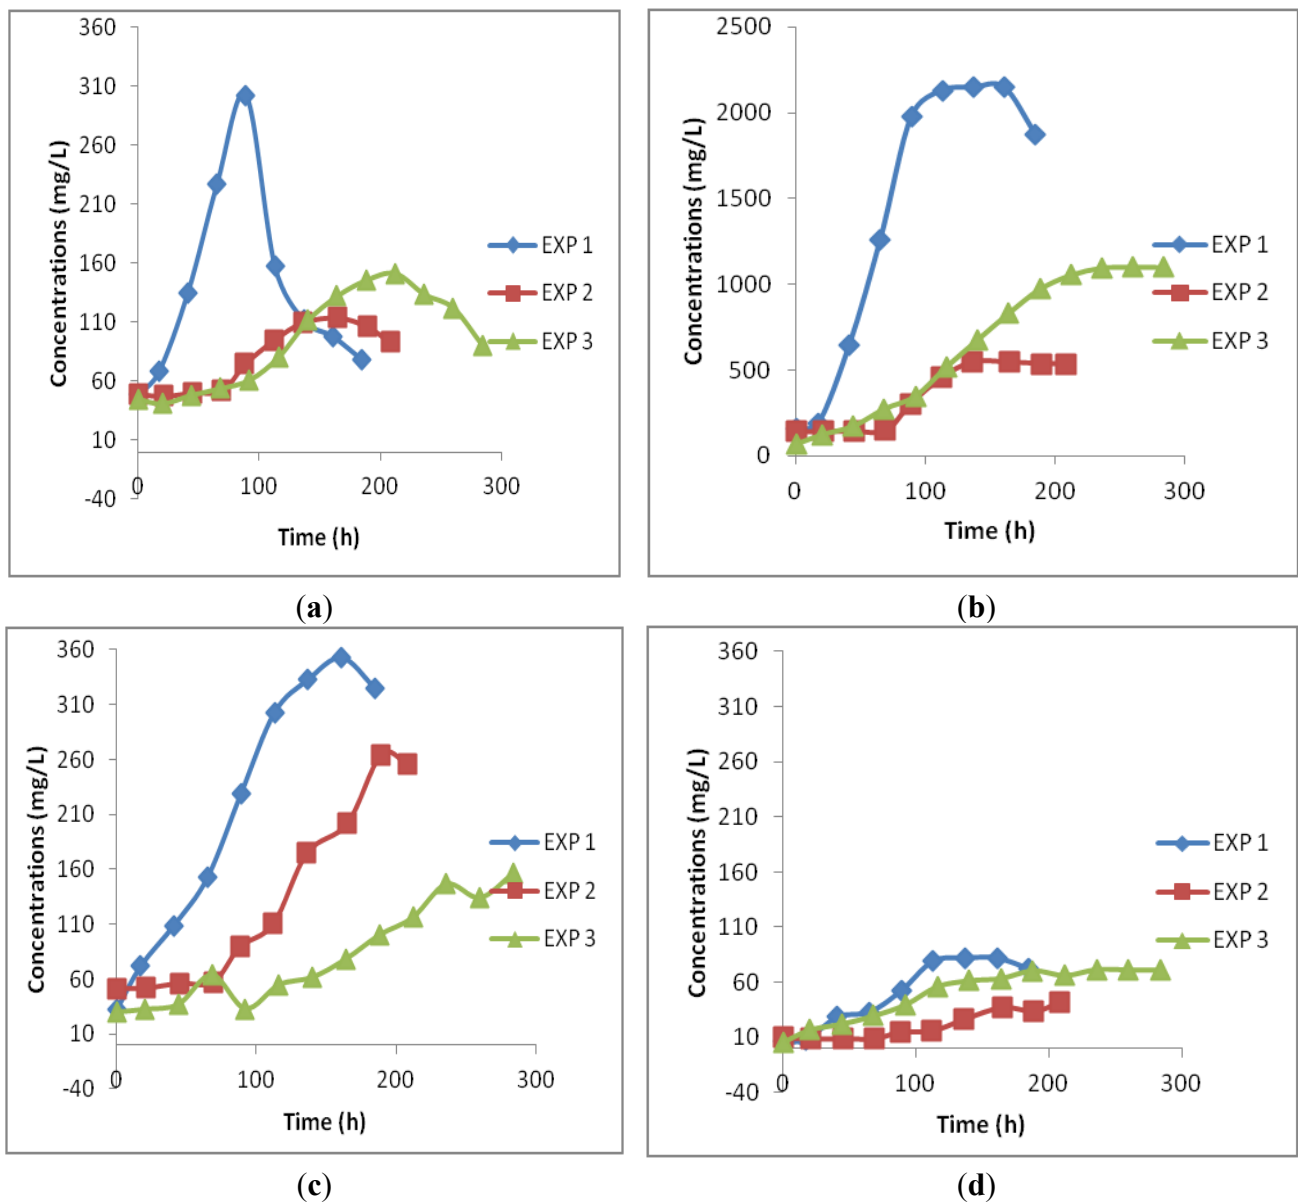 360
310
260
210
160
110
60
10
-40
0
100
200
300
Concentrations (mg/L)
Time (h)
EXP 1
EXP 2
EXP 3
(a)
2500
2000
1500
1000
500
0
0
100
200
300
Concentrations (mg/L)
Time (h)
EXP 1
EXP 2
EXP 3
(b)
360
310
260
210
160
110
60
10
-40
0
100
200
300
Concentrations (mg/L)
Time (h)
EXP 1
EXP 2
EXP 3
(c)
360
310
260
210
160
110
60
10
-40
0
100
200
300
Concentrations (mg/L)
Time (h)
EXP 1
EXP 2
EXP 3
(d)